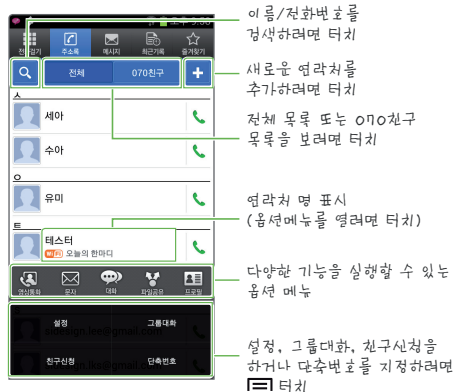 이름/전화번호를
검색하려면 터치
주소록
메시지
최근기록
즐겨찾기
전체
070친구
새로운 연락처를
추가하려면 터치
ㅅ
세아
전체 목록 또는 070친구
목록을 보려면 터치
수아
ㅇ
유미
연락처 명 표시
(옵션메뉴를 열려면 터치)
ㅌ
테스터
WiFi 오늘의 한마디
영상통화
문자
대화
파일공유
프로필
다양한 기능을 실행할 수 있는
옵션 메뉴
설정
그룹대화
친구신청
단축번호
설정, 그룹대화, 친구신청을
하거나 단축번호를 지정하려면
터치